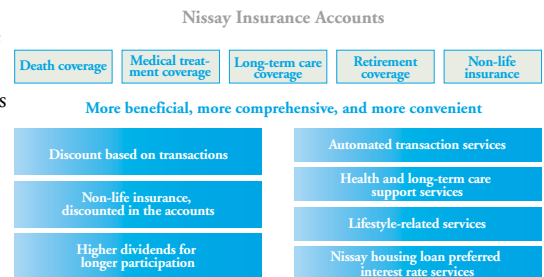 Nissay Insurance Accounts
Death coverage
Medical treat-
ment coverage
Long-term care
coverage
Retirement
coverage
Non-life
insurance
s
More beneficial, more comprehensive, and more convenient
Discount based on transactions
Non-life insurance,
discounted in the accounts
Higher dividends for
longer participation
Automated transaction services
Health and long-term care
support services
Lifestyle-related services
Nissay housing loan preferred
interest rate services